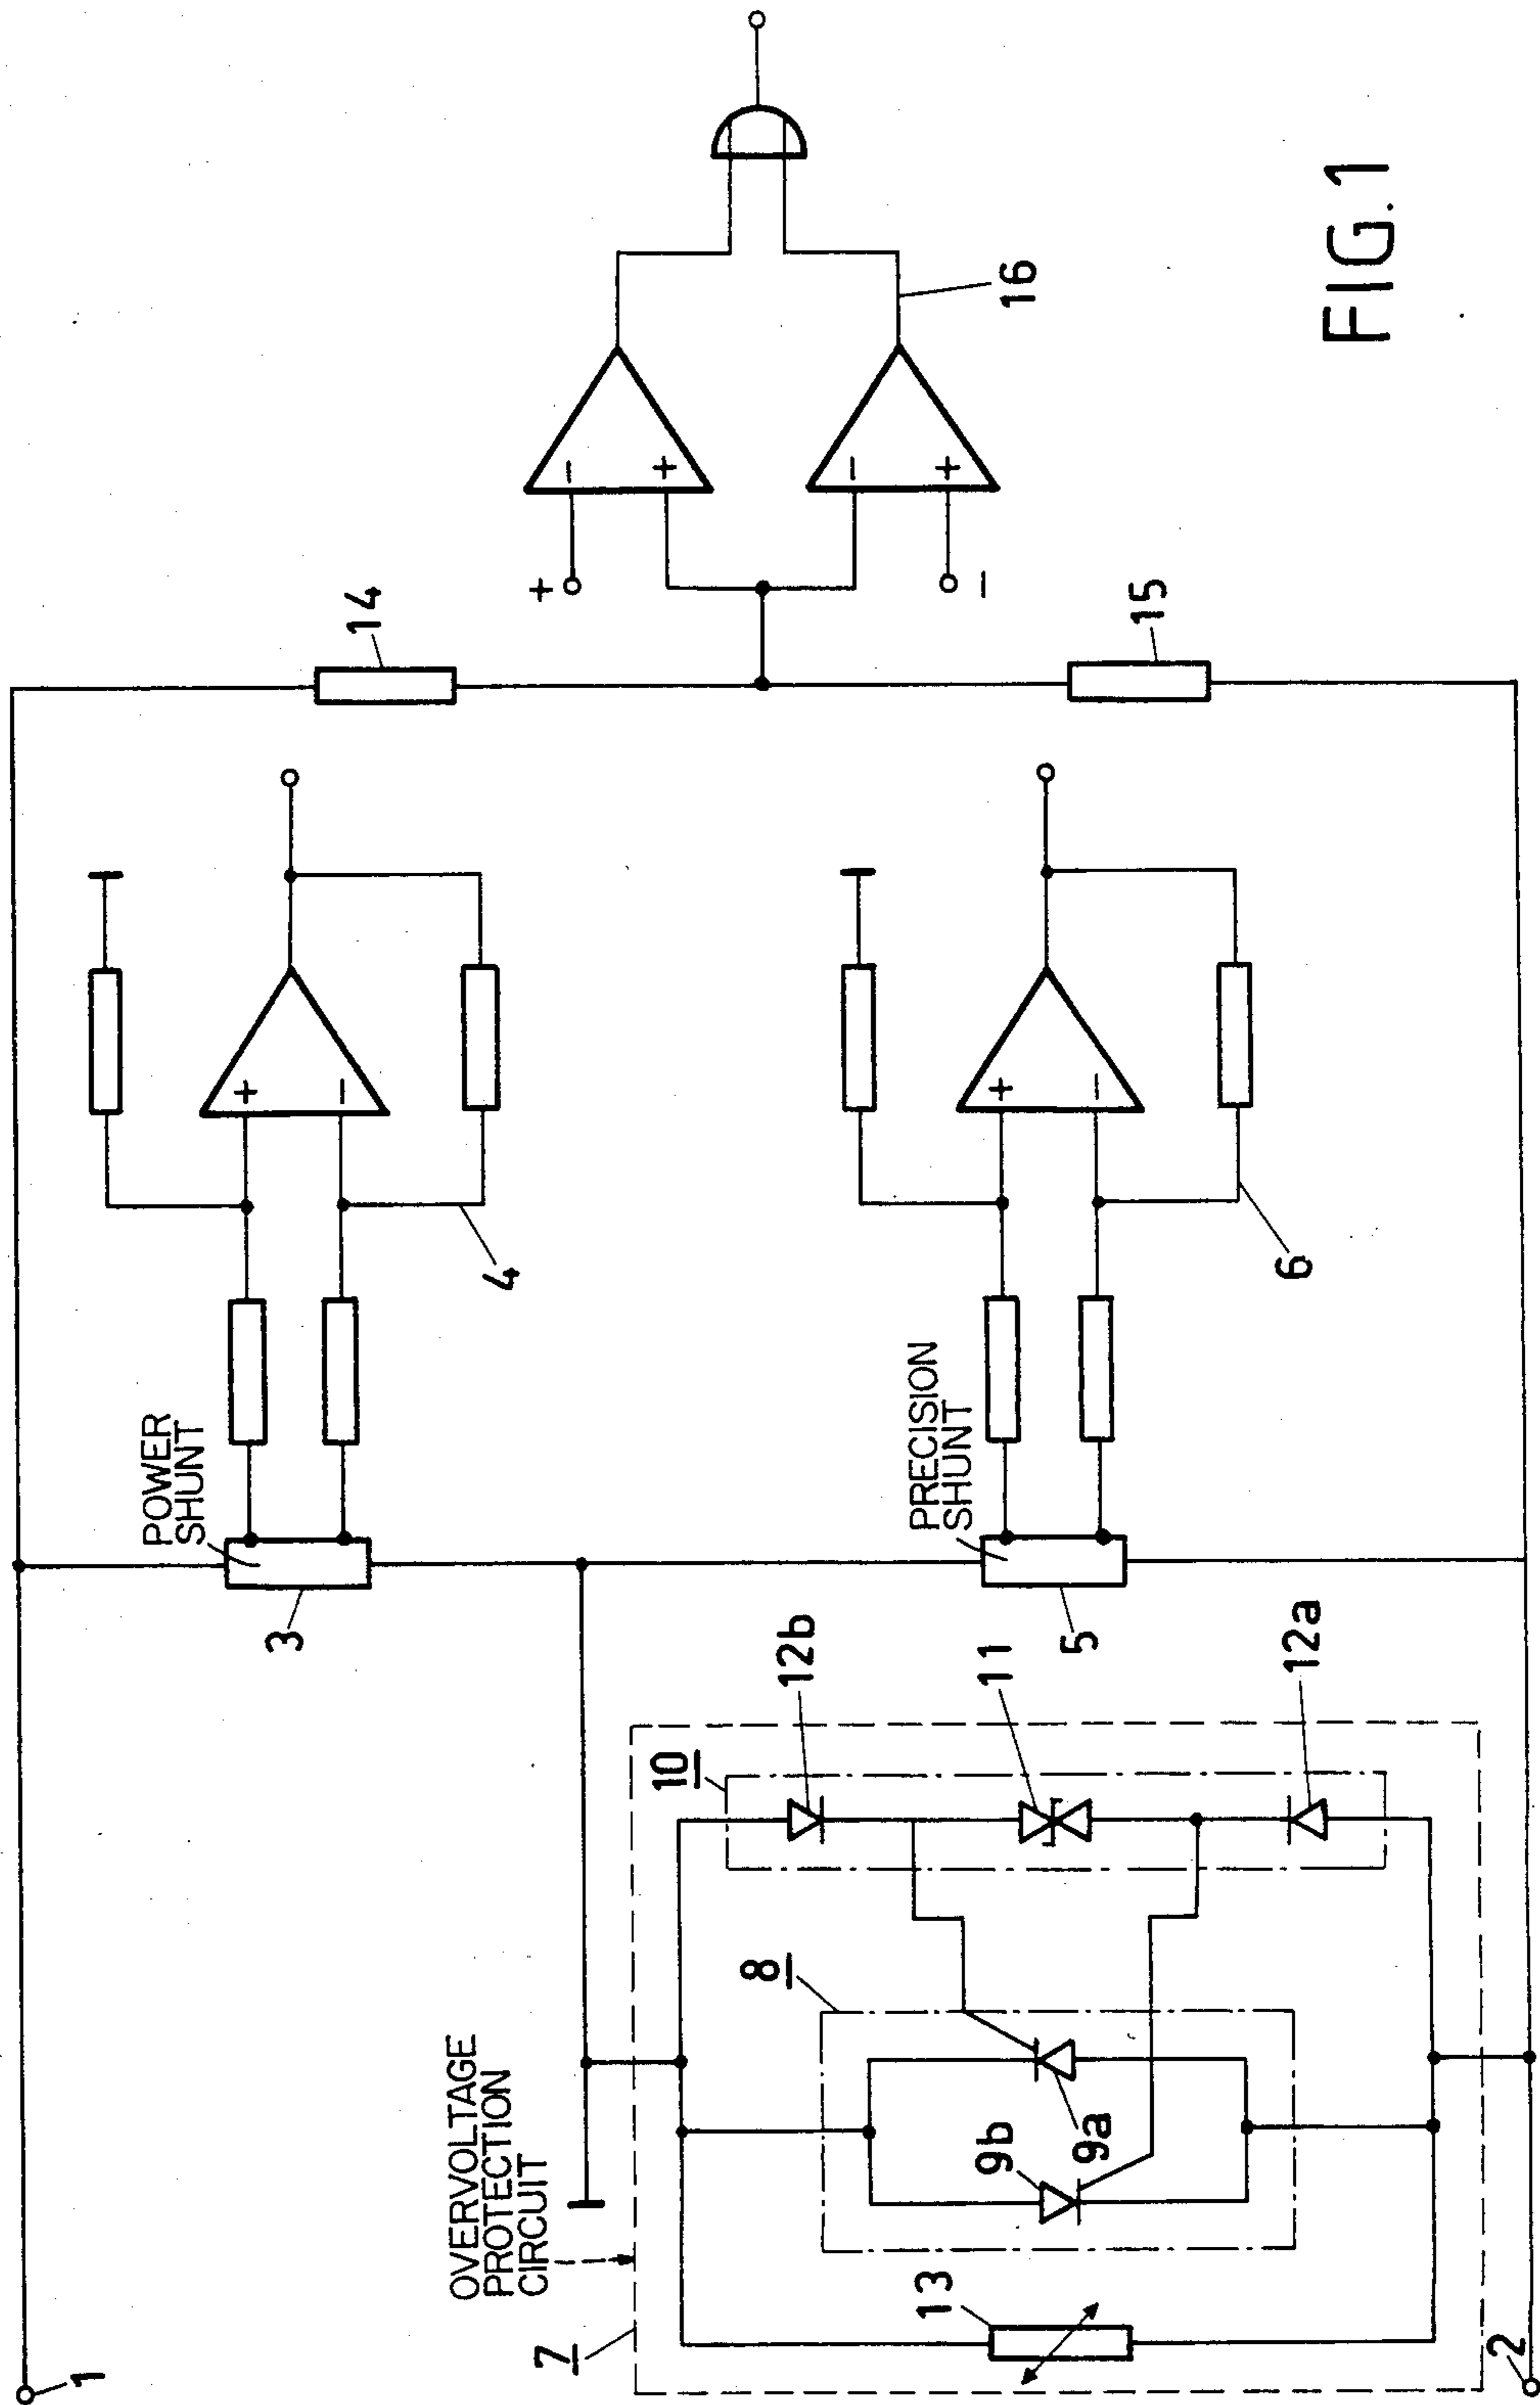 1
14
+
−
−
+
−
+
+
−
16
15
POWER
SHUNT
3
4
+
−
PRECISION
SHUNT
5
6
OVERVOLTAGE
PROTECTION
CIRCUIT
7
8
9b
9a
10
12b
11
12a
13
2
FIG. 1